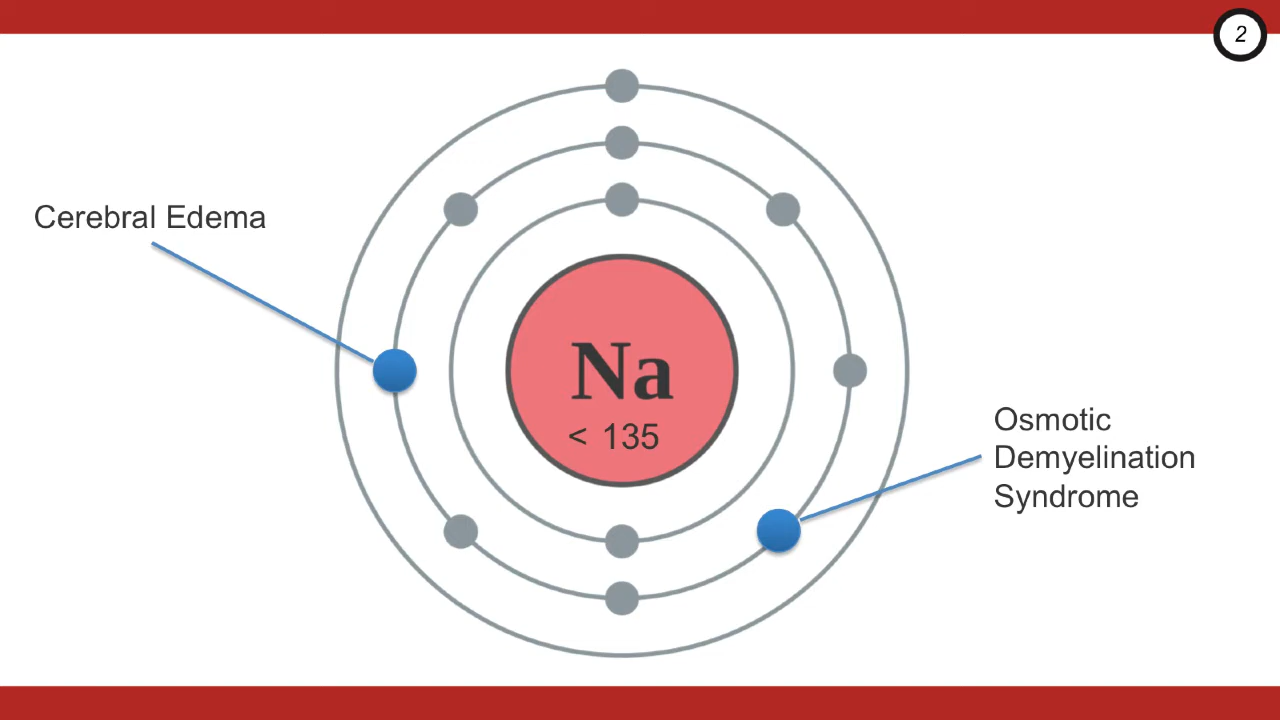 2
Cerebral Edema
Na
< 135
Osmotic
Demyelination
Syndrome